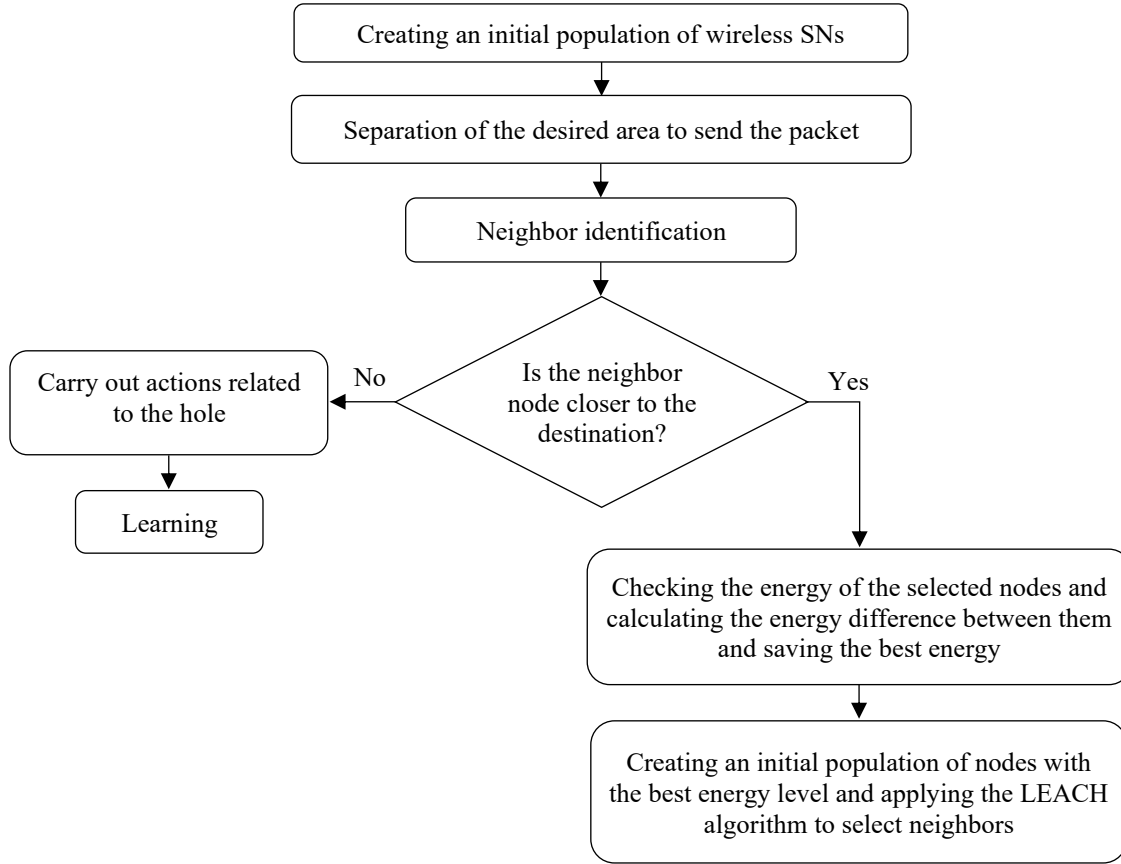 Creating an initial population of wireless SNs
Separation of the desired area to send the packet
Neighbor identification
Is the neighbor
node closer to the
destination?
No
Yes
Carry out actions related
to the hole
Learning
Checking the energy of the selected nodes and
calculating the energy difference between them
and saving the best energy
Creating an initial population of nodes with
the best energy level and applying the LEACH
algorithm to select neighbors